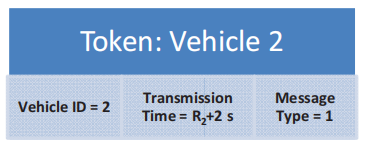 Token: Vehicle 2
Vehicle ID = 2
Transmission
Time = R₂+2 s
Message
Type = 1